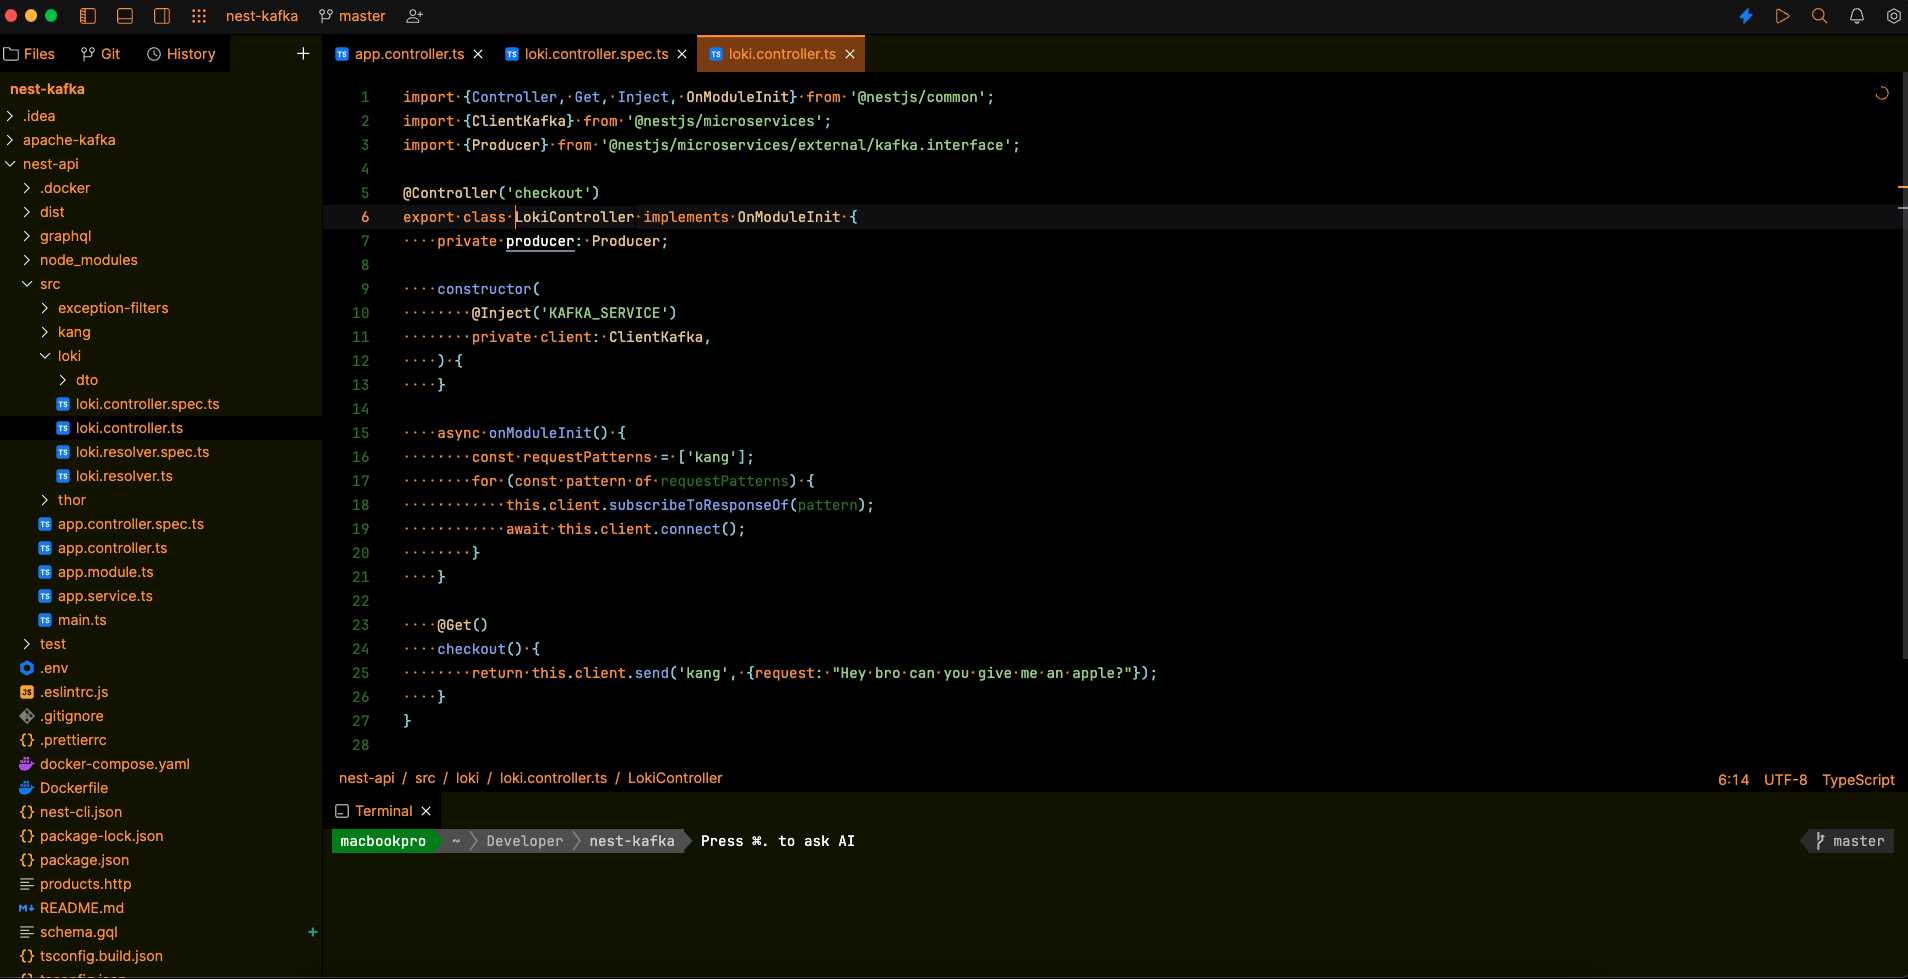 nest-kafka master
Files Git History +
app.controller.ts × loki.controller.spec.ts × loki.controller.ts ×
nest-kafka
.idea
apache-kafka
nest-api
.docker
dist
graphql
node_modules
src
exception-filters
kang
loki
dto
TS loki.controller.spec.ts
TS loki.controller.ts
TS loki.resolver.spec.ts
TS loki.resolver.ts
thor
TS app.controller.spec.ts
TS app.controller.ts
TS app.module.ts
TS app.service.ts
TS main.ts
test
.env
JS .eslintrc.js
.gitignore
{} .prettierrc
docker-compose.yaml
Dockerfile
{} nest-cli.json
{} package-lock.json
{} package.json
products.http
M↓ README.md
schema.gql +
{} tsconfig.build.json
1 import {Controller, Get, Inject, OnModuleInit} from '@nestjs/common';
2 import {ClientKafka} from '@nestjs/microservices';
3 import {Producer} from '@nestjs/microservices/external/kafka.interface';
4
5 @Controller('checkout')
6 export class LokiController implements OnModuleInit {
7     private producer: Producer;
8
9     constructor(
10         @Inject('KAFKA_SERVICE')
11         private client: ClientKafka,
12     ) {
13     }
14
15     async onModuleInit() {
16         const requestPatterns = ['kang'];
17         for (const pattern of requestPatterns) {
18             this.client.subscribeToResponseOf(pattern);
19             await this.client.connect();
20         }
21     }
22
23     @Get()
24     checkout() {
25         return this.client.send('kang', {request: "Hey bro can you give me an apple?"});
26     }
27 }
28
nest-api / src / loki / loki.controller.ts / LokiController
6:14 UTF-8 TypeScript
Terminal ×
macbookpro ~ Developer nest-kafka Press ⌘. to ask AI master